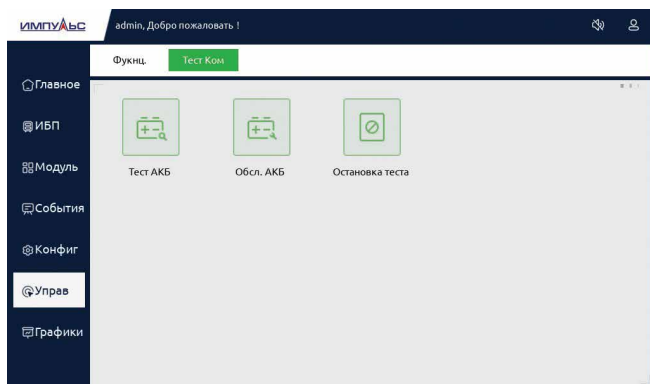 ИМПУЛЬС
admin, Добро пожаловать !
Фукнц.
Тест Ком
Главное
ИБП
Модуль
События
Конфиг
Управ
Графики
Тест АКБ
Обсл. АКБ
Остановка теста